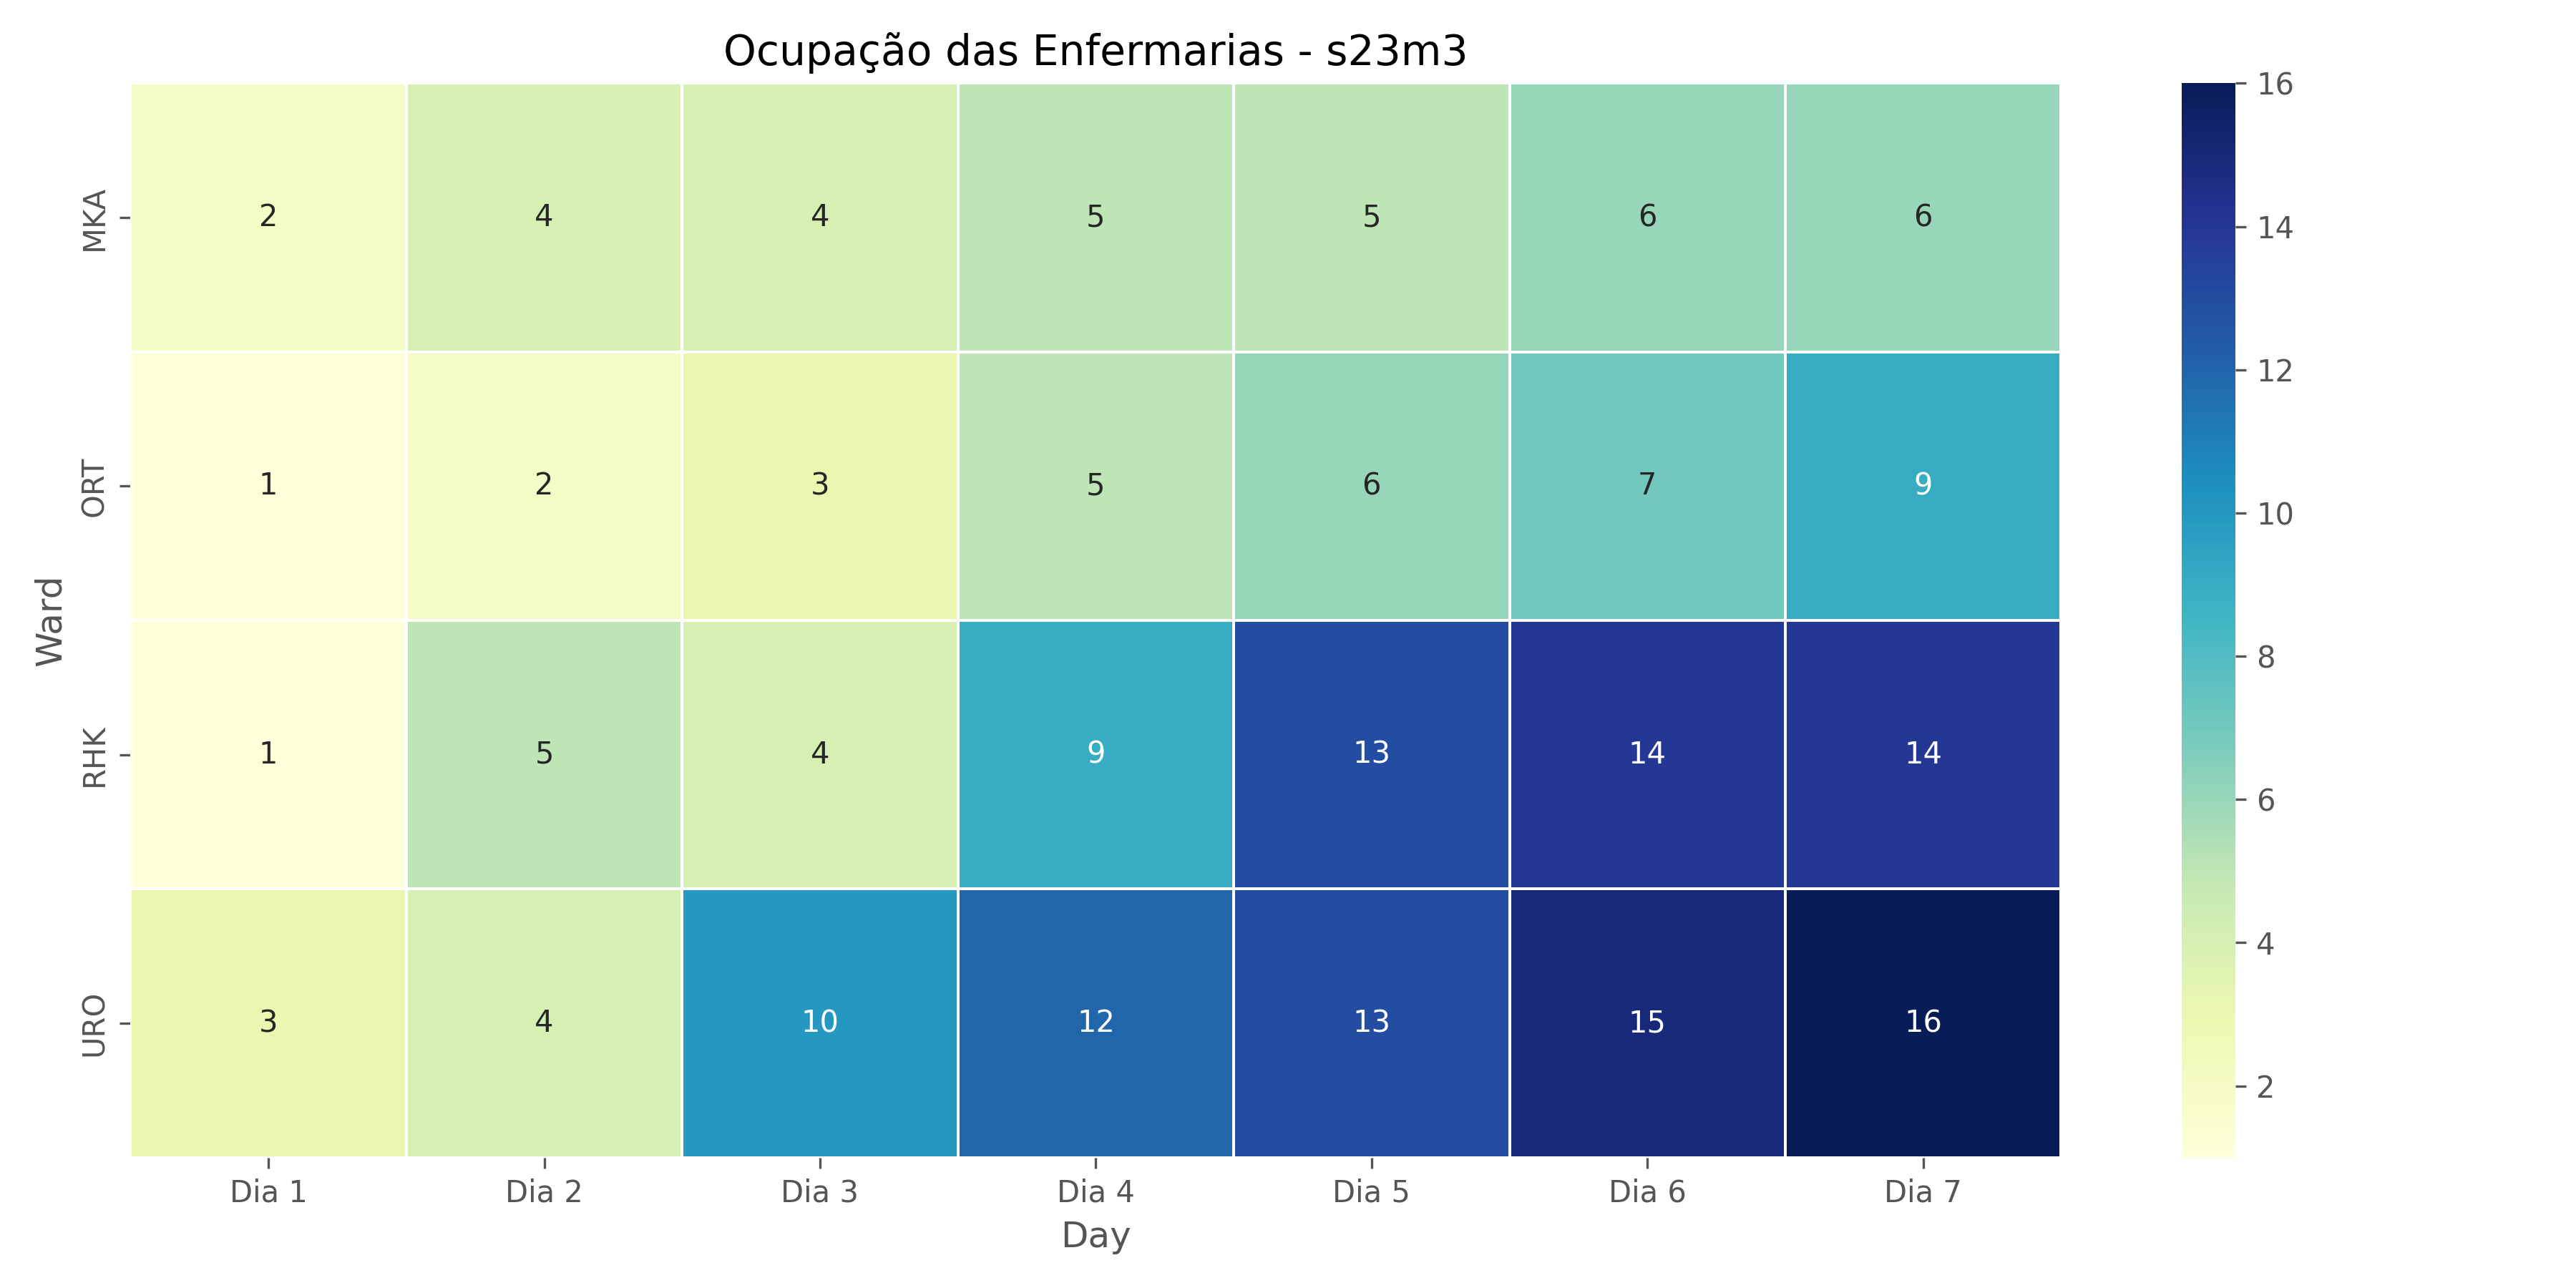 Ocupação das Enfermarias - s23m3
Ward
MKA 2 4 4 5 5 6 6
ORT 1 2 3 5 6 7 9
RHK 1 5 4 9 13 14 14
URO 3 4 10 12 13 15 16
Dia 1 Dia 2 Dia 3 Dia 4 Dia 5 Dia 6 Dia 7
Day
16
14
12
10
8
6
4
2